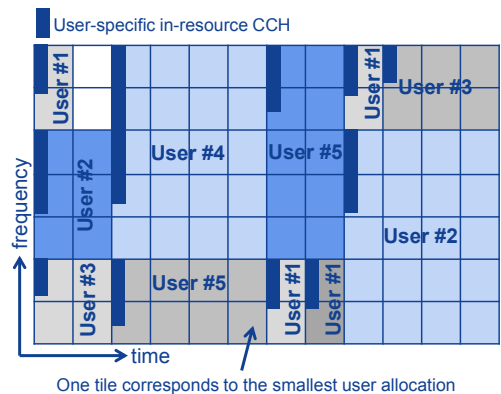 User-specific in-resource CCH
User #1
User #1
User #3
User #4
User #5
User #2
User #2
User #3
User #5
User #1
User #1
frequency
time
One tile corresponds to the smallest user allocation